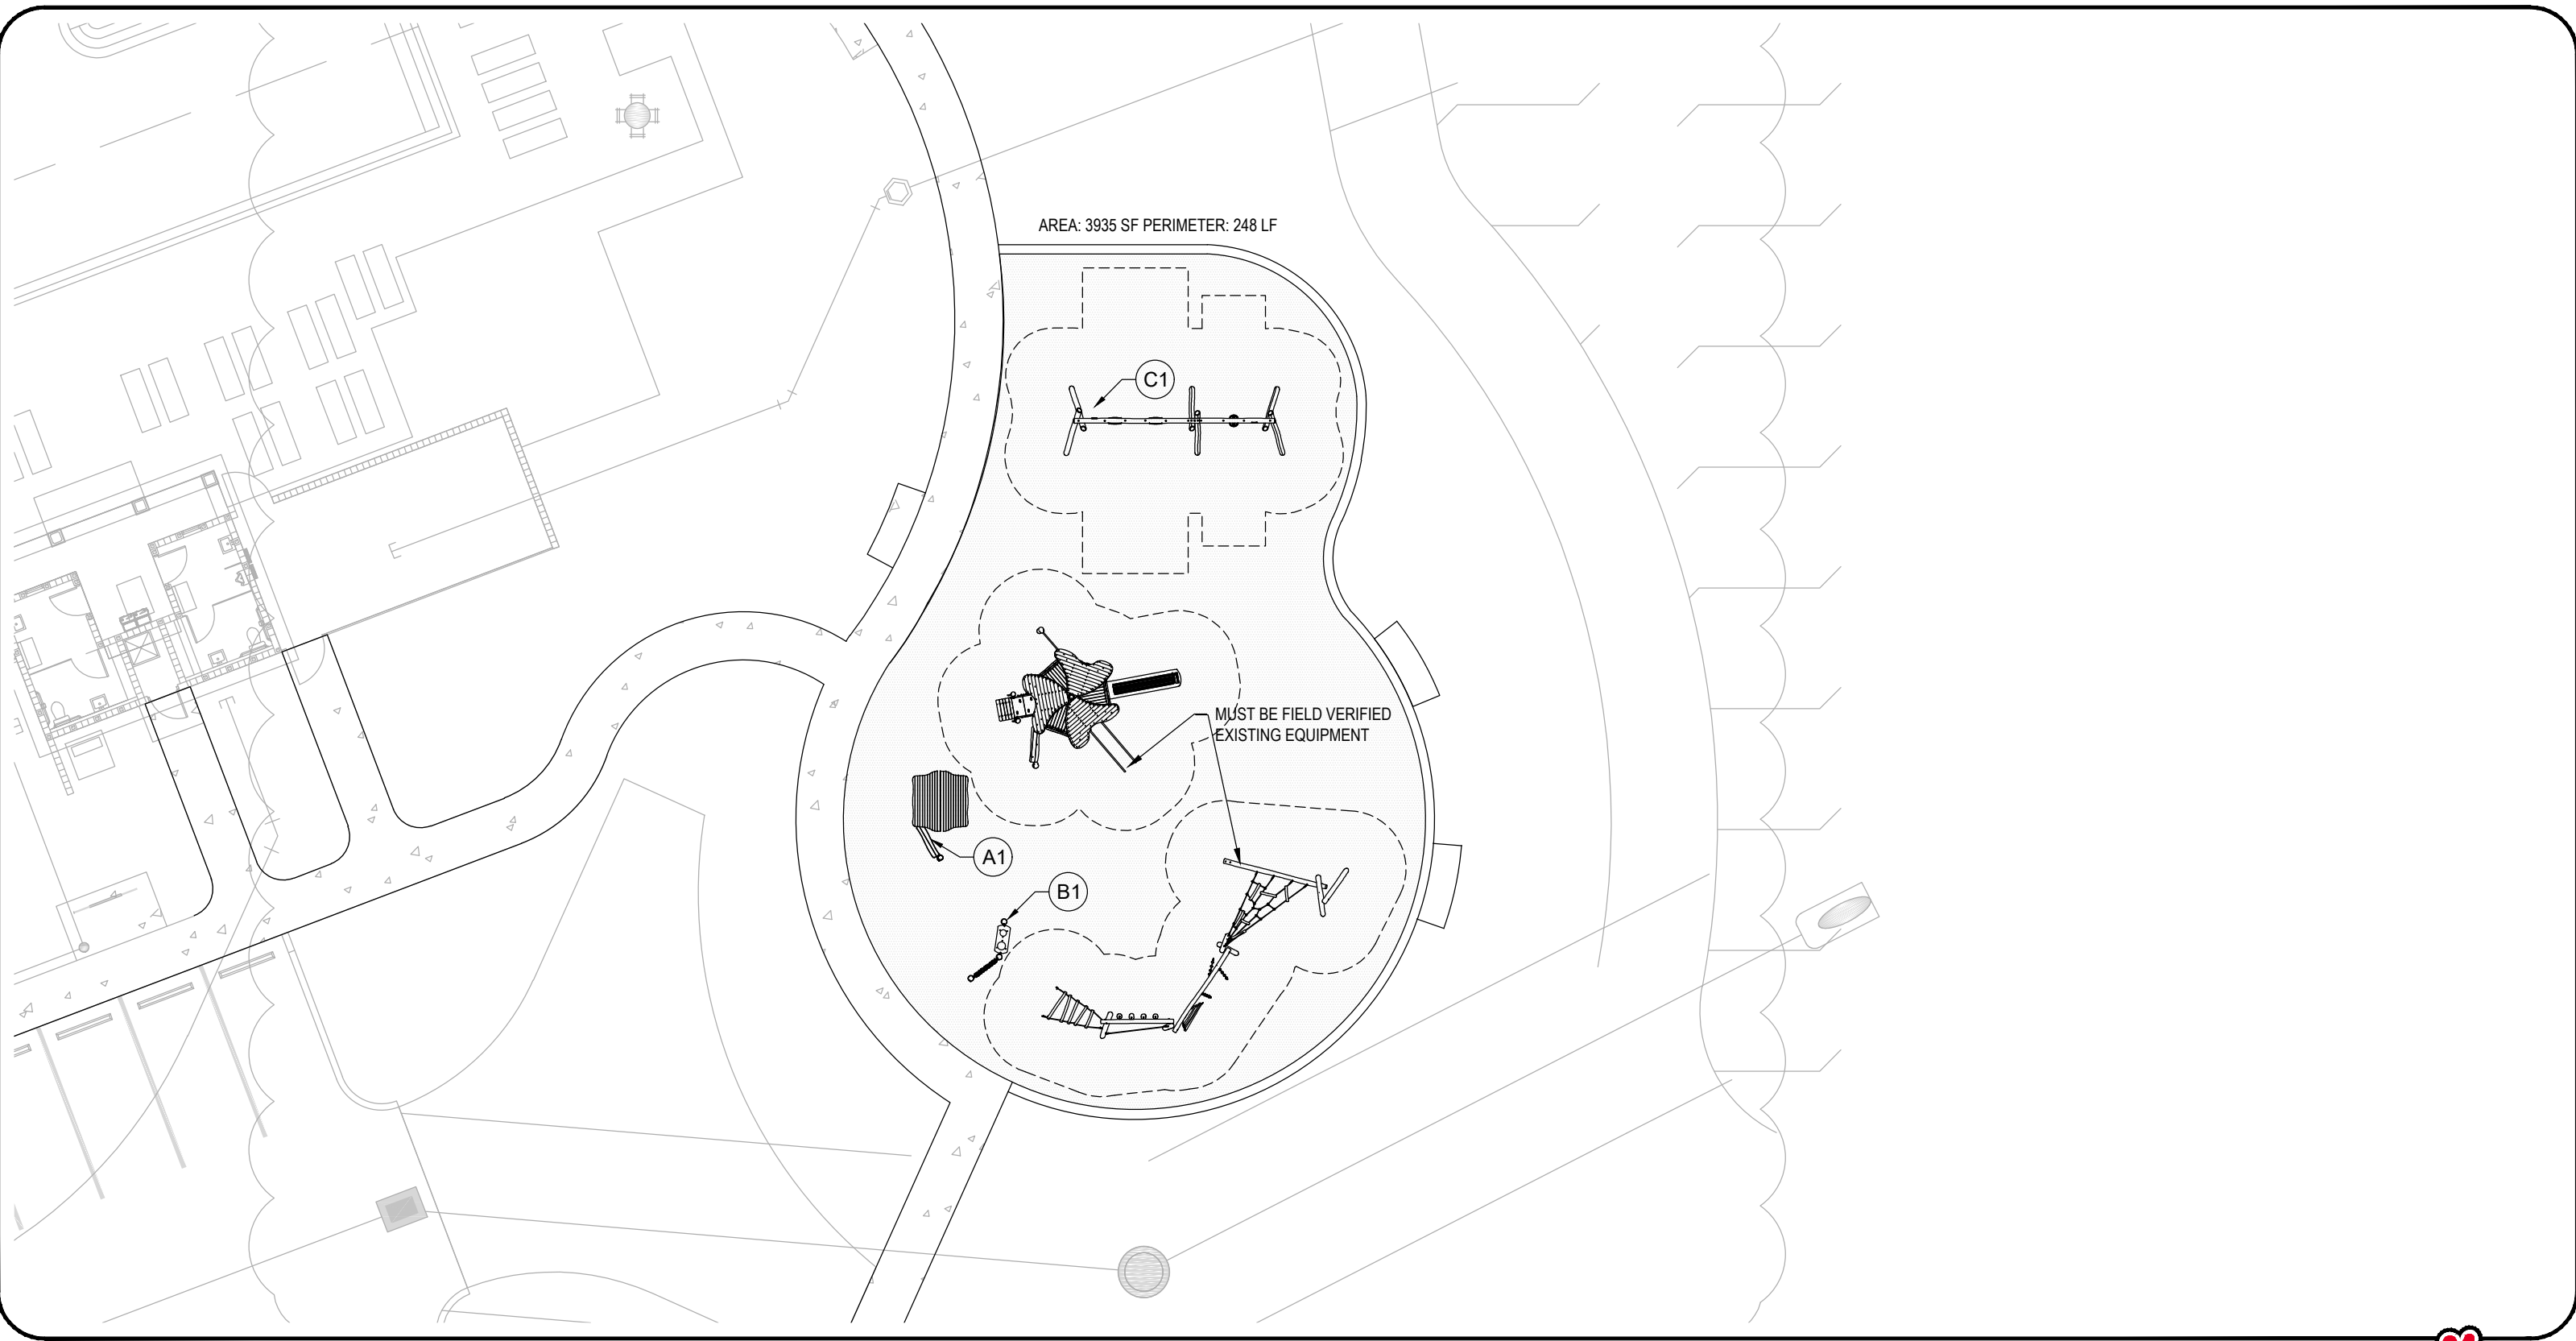 AREA: 3935 SF PERIMETER: 248 LF
C1
MUST BE FIELD VERIFIED
EXISTING EQUIPMENT
A1
B1